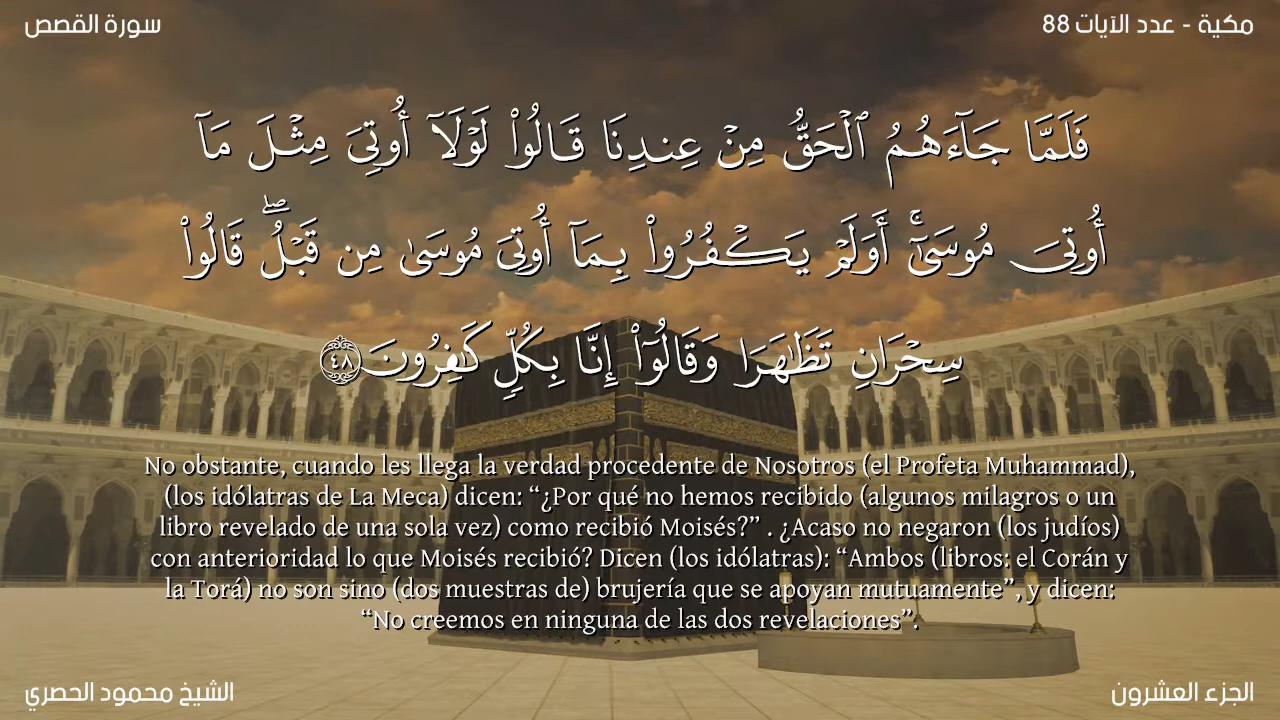 سورة القصص
مكية - عدد الآيات 88
فَلَمَّا جَآءَهُمُ ٱلْحَقُّ مِنْ عِندِنَا قَالُوا۟ لَوْلَآ أُوتِىَ مِثْلَ مَآ
أُوتِىَ مُوسَىٰٓ ۚ أَوَلَمْ يَكْفُرُوا۟ بِمَآ أُوتِىَ مُوسَىٰ مِن قَبْلُ ۖ قَالُوا۟
سِحْرَانِ تَظَٰهَرَا وَقَالُوٓا۟ إِنَّا بِكُلٍّ كَٰفِرُونَ ٤٨
No obstante, cuando les llega la verdad procedente de Nosotros (el Profeta Muhammad),
(los idólatras de La Meca) dicen: “¿Por qué no hemos recibido (algunos milagros o un
libro revelado de una sola vez) como recibió Moisés?” . ¿Acaso no negaron (los judíos)
con anterioridad lo que Moisés recibió? Dicen (los idólatras): “Ambos (libros: el Corán y
la Torá) no son sino (dos muestras de) brujería que se apoyan mutuamente”, y dicen:
“No creemos en ninguna de las dos revelaciones”.
الشيخ محمود الحصري
الجزء العشرون